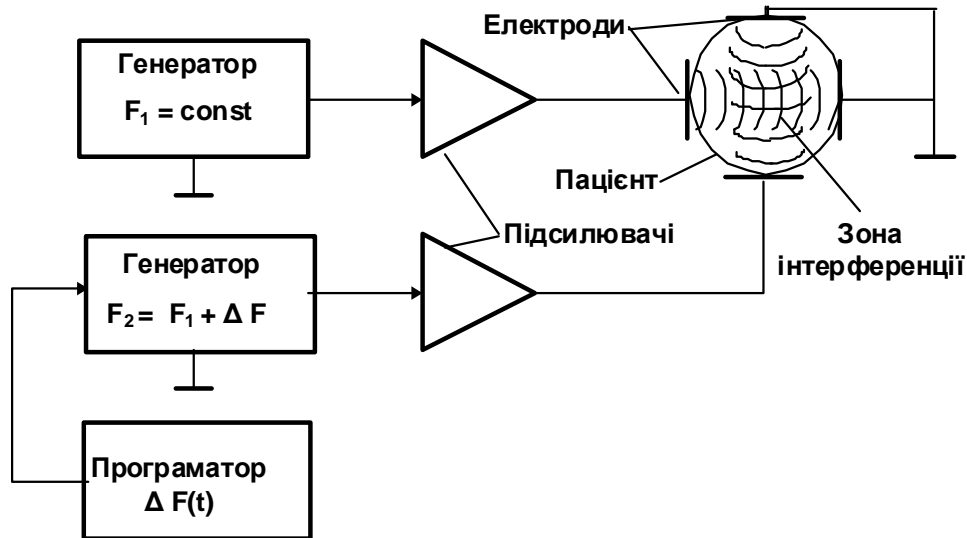 Генератор
F₁ = const
Електроди
Пацієнт
Підсилювачі
Зона
інтерференції
Генератор
F₂ = F₁ + Δ F
Програматор
Δ F(t)